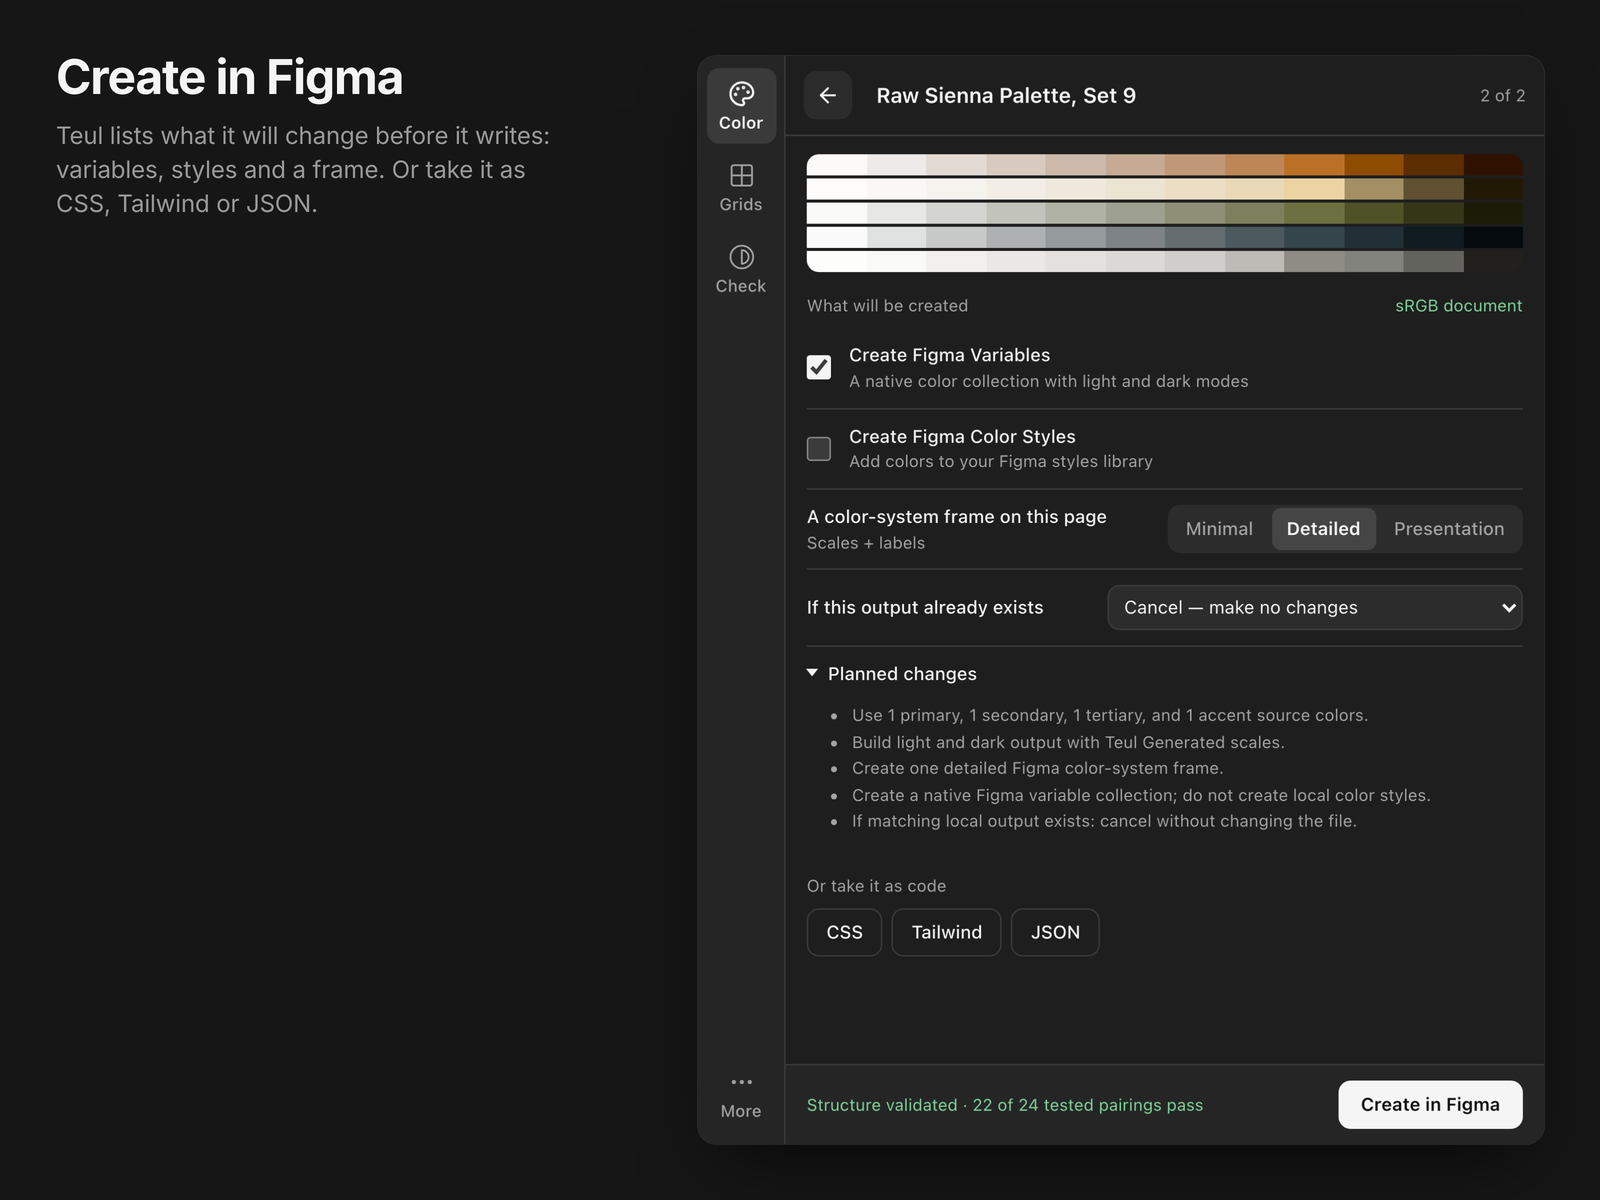 Create in Figma
Teul lists what it will change before it writes:
variables, styles and a frame. Or take it as
CSS, Tailwind or JSON.
Color
Grids
Check
More
Raw Sienna Palette, Set 9
2 of 2
What will be created
sRGB document
Create Figma Variables
A native color collection with light and dark modes
Create Figma Color Styles
Add colors to your Figma styles library
A color-system frame on this page
Scales + labels
Minimal
Detailed
Presentation
If this output already exists
Cancel — make no changes
Planned changes
• Use 1 primary, 1 secondary, 1 tertiary, and 1 accent source colors.
• Build light and dark output with Teul Generated scales.
• Create one detailed Figma color-system frame.
• Create a native Figma variable collection; do not create local color styles.
• If matching local output exists: cancel without changing the file.
Or take it as code
CSS
Tailwind
JSON
Structure validated · 22 of 24 tested pairings pass
Create in Figma